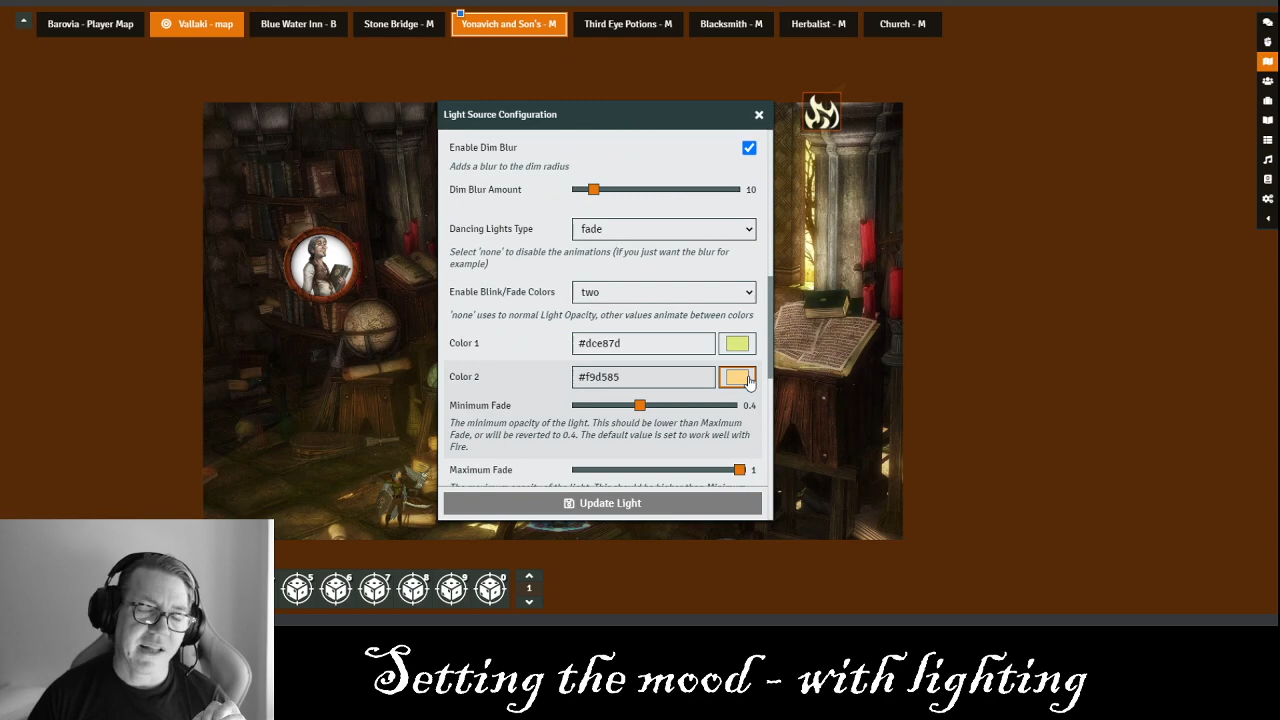 Barovia - Player Map
Vallaki - map
Blue Water Inn - B
Stone Bridge - M
Yonavich and Son's - M
Third Eye Potions - M
Blacksmith - M
Herbalist - M
Church - M
Light Source Configuration
Enable Dim Blur
Adds a blur to the dim radius
Dim Blur Amount
10
Dancing Lights Type
fade
Select 'none' to disable the animations (if you just want the blur for
example)
Enable Blink/Fade Colors
two
'none' uses to normal Light Opacity, other values animate between colors
Color 1
#dce87d
Color 2
#f9d585
Minimum Fade
0.4
The minimum opacity of the light. This should be lower than Maximum
Fade, or will be reverted to 0.4. The default value is set to work well with
Fire.
Maximum Fade
1
Update Light
5
6
7
8
9
0
1
Setting the mood - with lighting